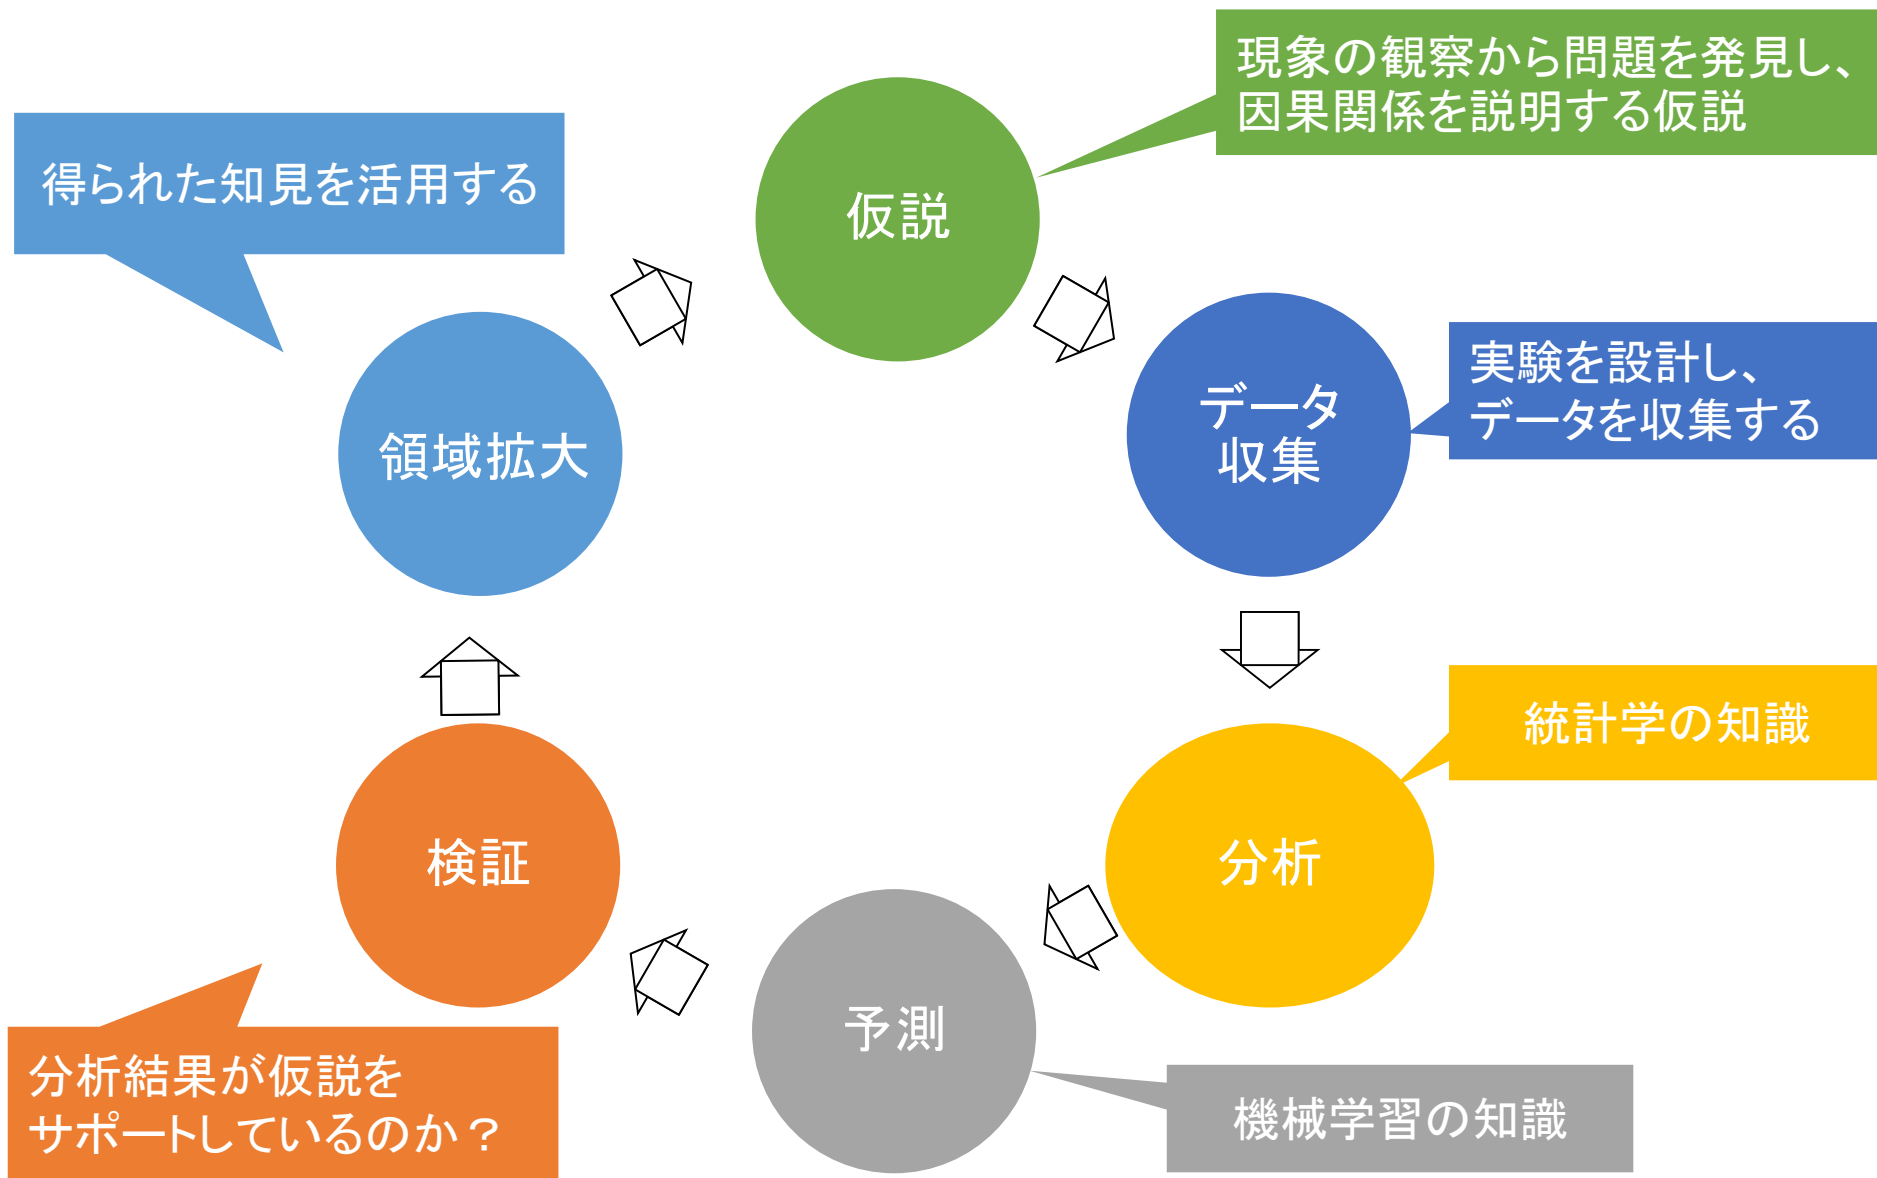 現象の観察から問題を発見し、
因果関係を説明する仮説
得られた知見を活用する
仮説
実験を設計し、
データを収集する
データ
収集
領域拡大
統計学の知識
検証
分析
予測
分析結果が仮説を
サポートしているのか？
機械学習の知識